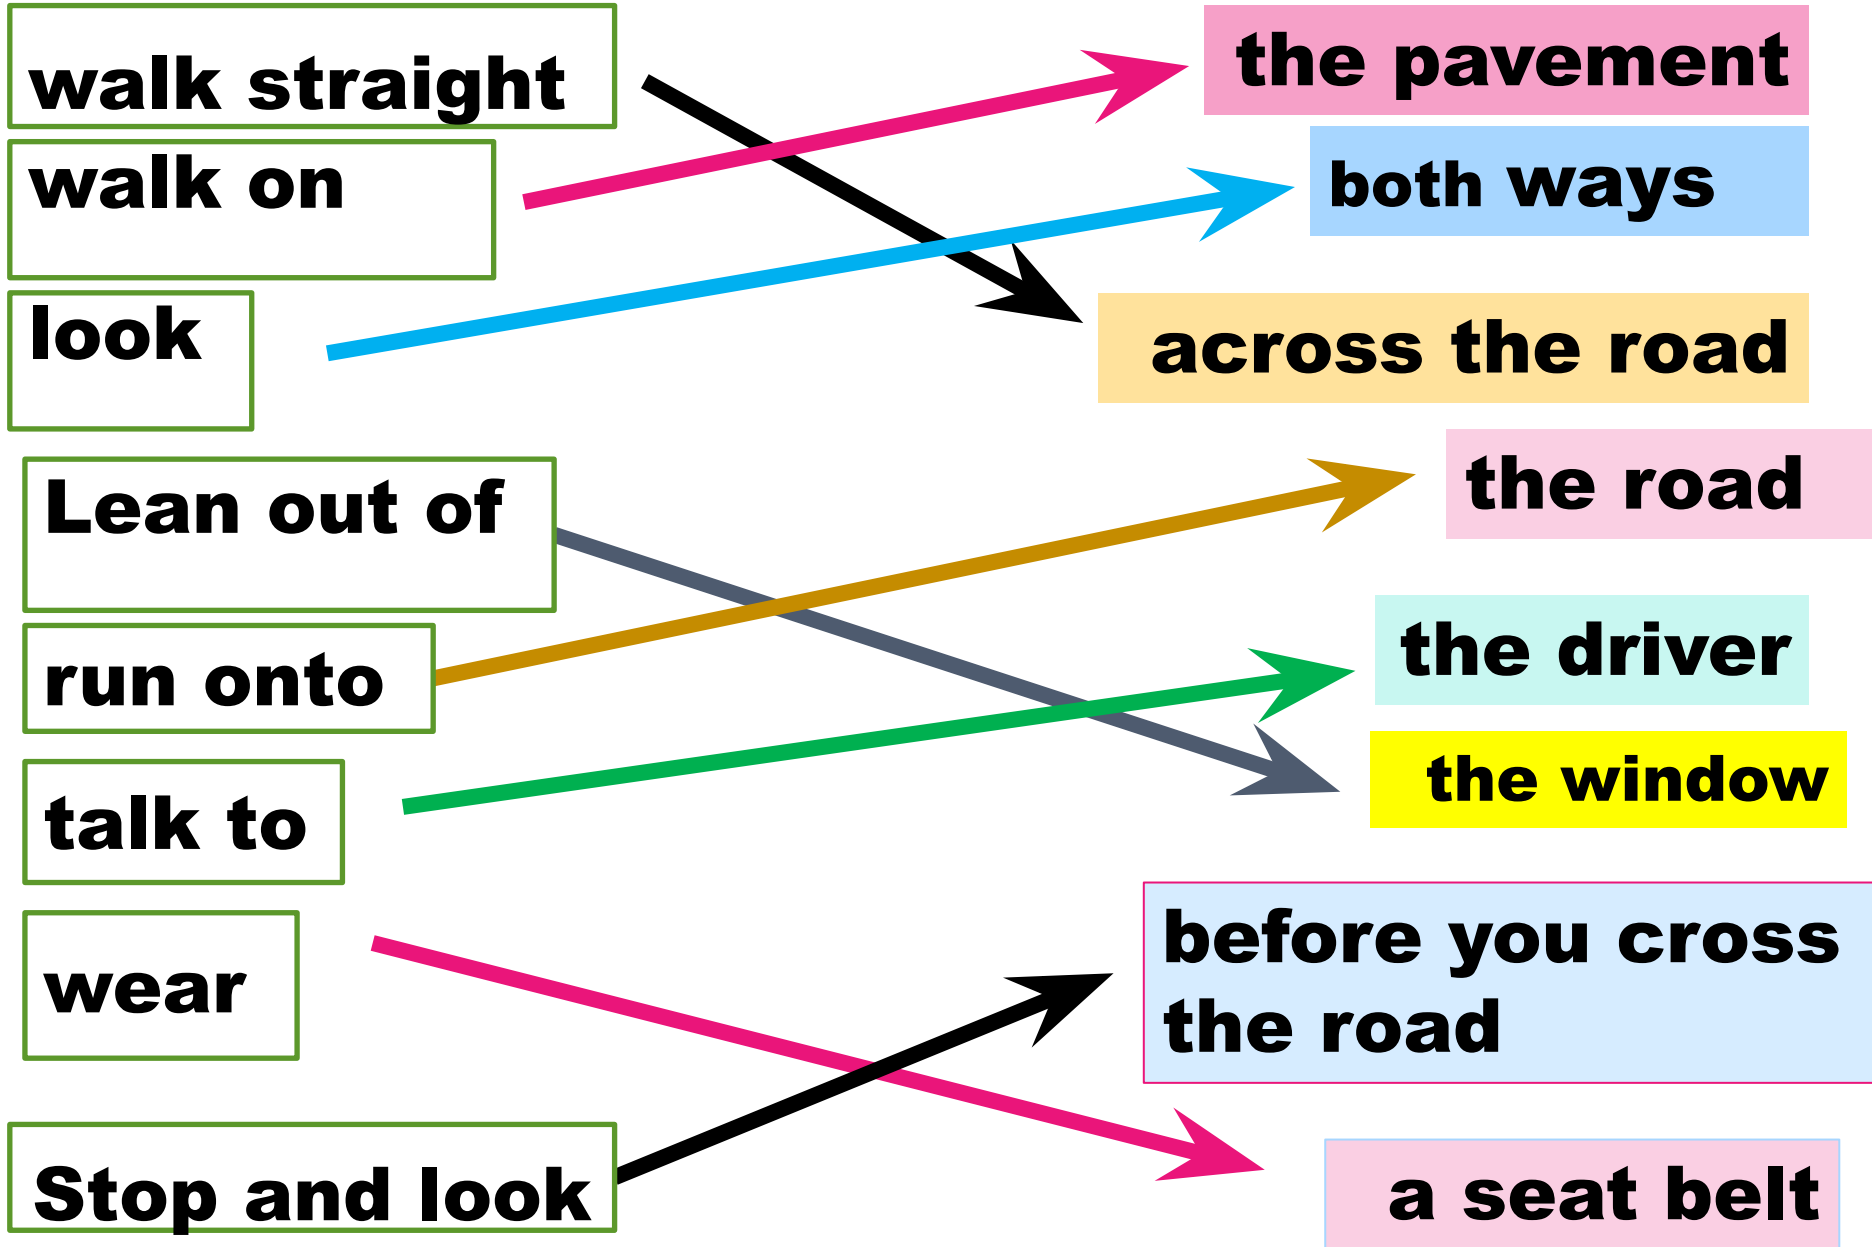 walk straight
walk on
look
Lean out of
run onto
talk to
wear
Stop and look
the pavement
both ways
across the road
the road
the driver
the window
before you cross
the road
a seat belt